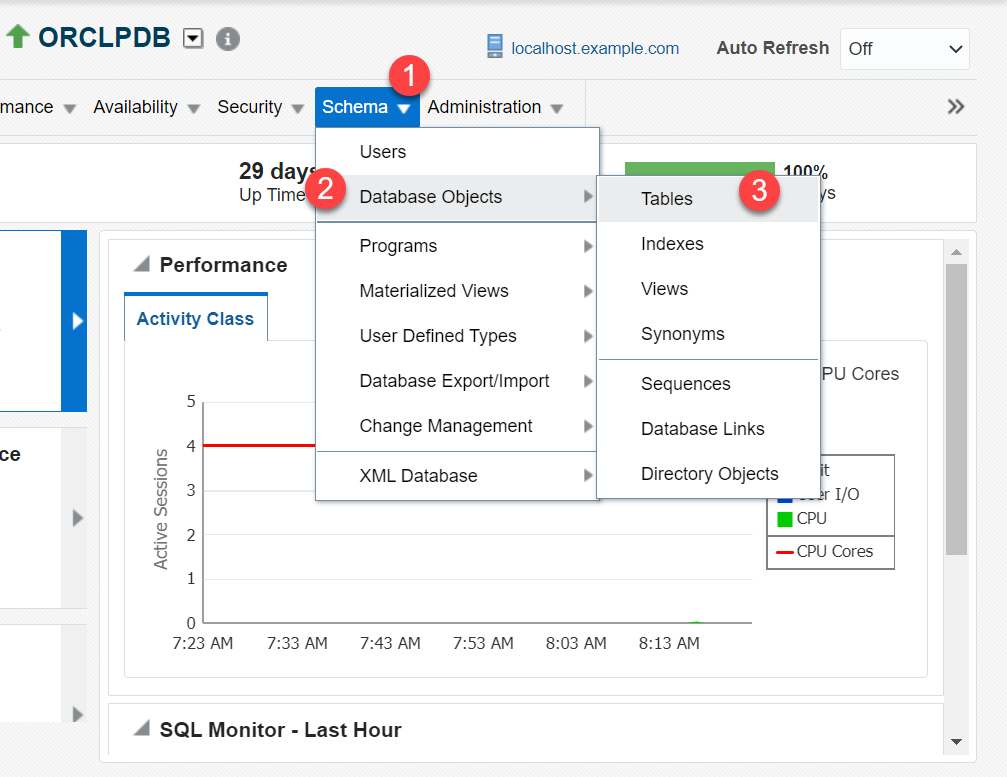 ORCLPDB
localhost.example.com
Auto Refresh
Off
1
mance
Availability
Security
Schema
Administration
29 days
Up Time
100%
ys
Users
2
Database Objects
Programs
Materialized Views
User Defined Types
Database Export/Import
Change Management
XML Database
Tables
3
Indexes
Views
Synonyms
Sequences
Database Links
Directory Objects
ce
Performance
Activity Class
PU Cores
Active Sessions
5
4
3
2
1
0
7:23 AM
7:33 AM
7:43 AM
7:53 AM
8:03 AM
8:13 AM
it
User I/O
CPU
CPU Cores
SQL Monitor - Last Hour